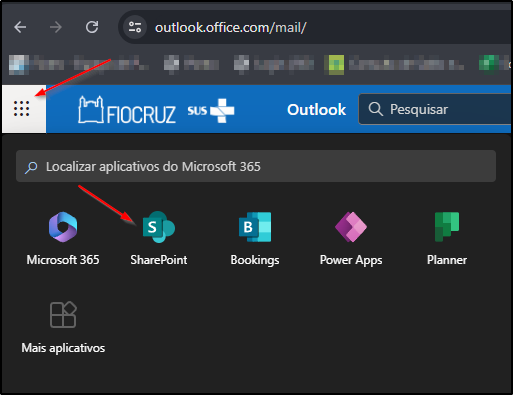 outlook.office.com/mail/
FIOCRUZ SUS Outlook Pesquisar
Localizar aplicativos do Microsoft 365
S B
Microsoft 365 SharePoint Bookings Power Apps Planner
Mais aplicativos